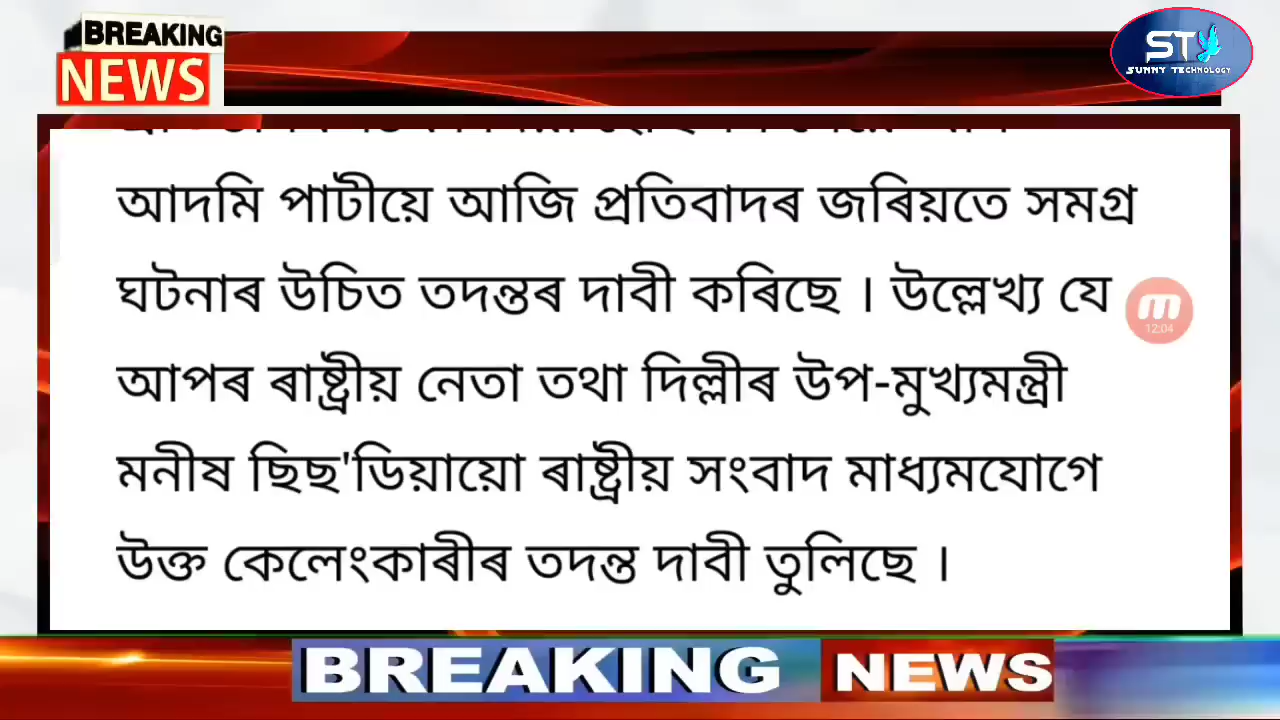 BREAKING
NEWS
ST
SUNNY TECHNOLOGY
আদমি পাৰ্টীয়ে আজি প্ৰতিবাদৰ জৰিয়তে সমগ্ৰ
ঘটনাৰ উচিত তদন্তৰ দাবী কৰিছে । উল্লেখ্য যে
12:04
আপৰ ৰাষ্ট্ৰীয় নেতা তথা দিল্লীৰ উপ-মুখ্যমন্ত্ৰী
মনীষ ছিছ'ডিয়ায়ো ৰাষ্ট্ৰীয় সংবাদ মাধ্যমযোগে
উক্ত কেলেংকাৰীৰ তদন্ত দাবী তুলিছে ।
BREAKING NEWS